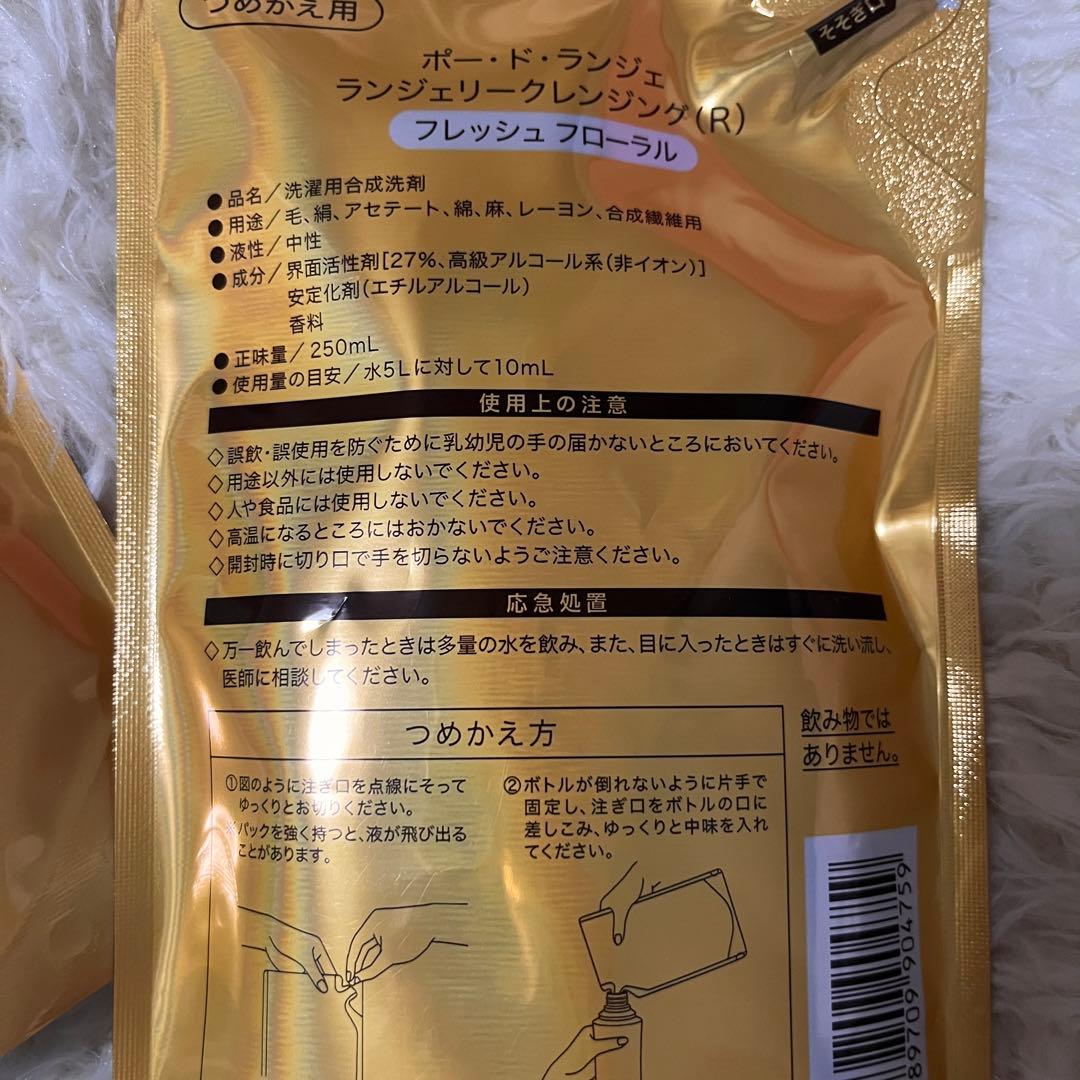 つめかえ用
そそぎ口
ポー・ド・ランジェ
ランジェリークレンジング(R)
フレッシュ フローラル
●品名／洗濯用合成洗剤
●用途／毛、絹、アセテート、綿、麻、レーヨン、合成繊維用
●液性／中性
●成分／界面活性剤[27%、高級アルコール系(非イオン)]
安定化剤(エチルアルコール)
香料
●正味量／250mL
●使用量の目安／水5Lに対して10mL
使用上の注意
◇誤飲・誤使用を防ぐために乳幼児の手の届かないところにおいてください。
◇用途以外には使用しないでください。
◇人や食品には使用しないでください。
◇高温になるところにはおかないでください。
◇開封時に切り口で手を切らないようご注意ください。
応急処置
◇万一飲んでしまったときは多量の水を飲み、また、目に入ったときはすぐに洗い流し、
医師に相談してください。
つめかえ方
①図のように注ぎ口を点線にそって
ゆっくりとお切りください。
※パックを強く持つと、液が飛び出る
ことがあります。
②ボトルが倒れないように片手で
固定し、注ぎ口をボトルの口に
差しこみ、ゆっくりと中味を入れ
てください。
飲み物では
ありません。
89709 904759